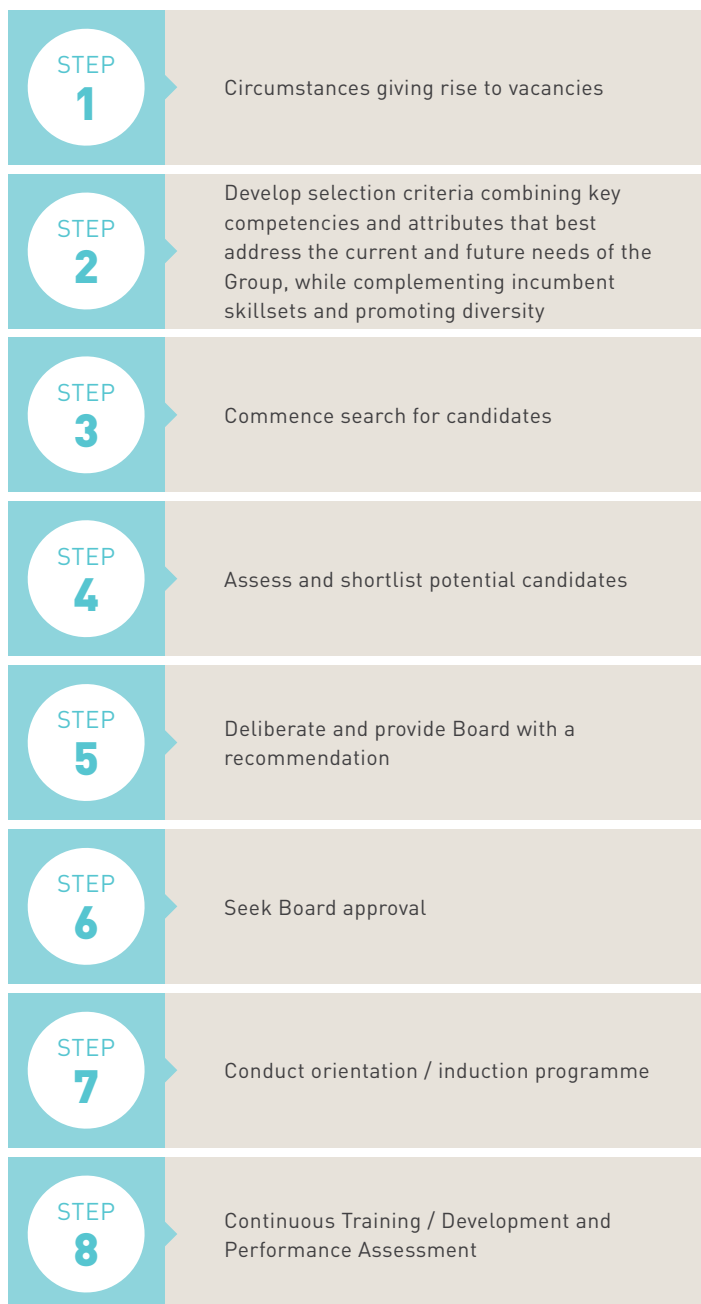 STEP
1
Circumstances giving rise to vacancies
STEP
2
Develop selection criteria combining key
competencies and attributes that best
address the current and future needs of the
Group, while complementing incumbent
skillsets and promoting diversity
STEP
3
Commence search for candidates
STEP
4
Assess and shortlist potential candidates
STEP
5
Deliberate and provide Board with a
recommendation
STEP
6
Seek Board approval
STEP
7
Conduct orientation / induction programme
STEP
8
Continuous Training / Development and
Performance Assessment